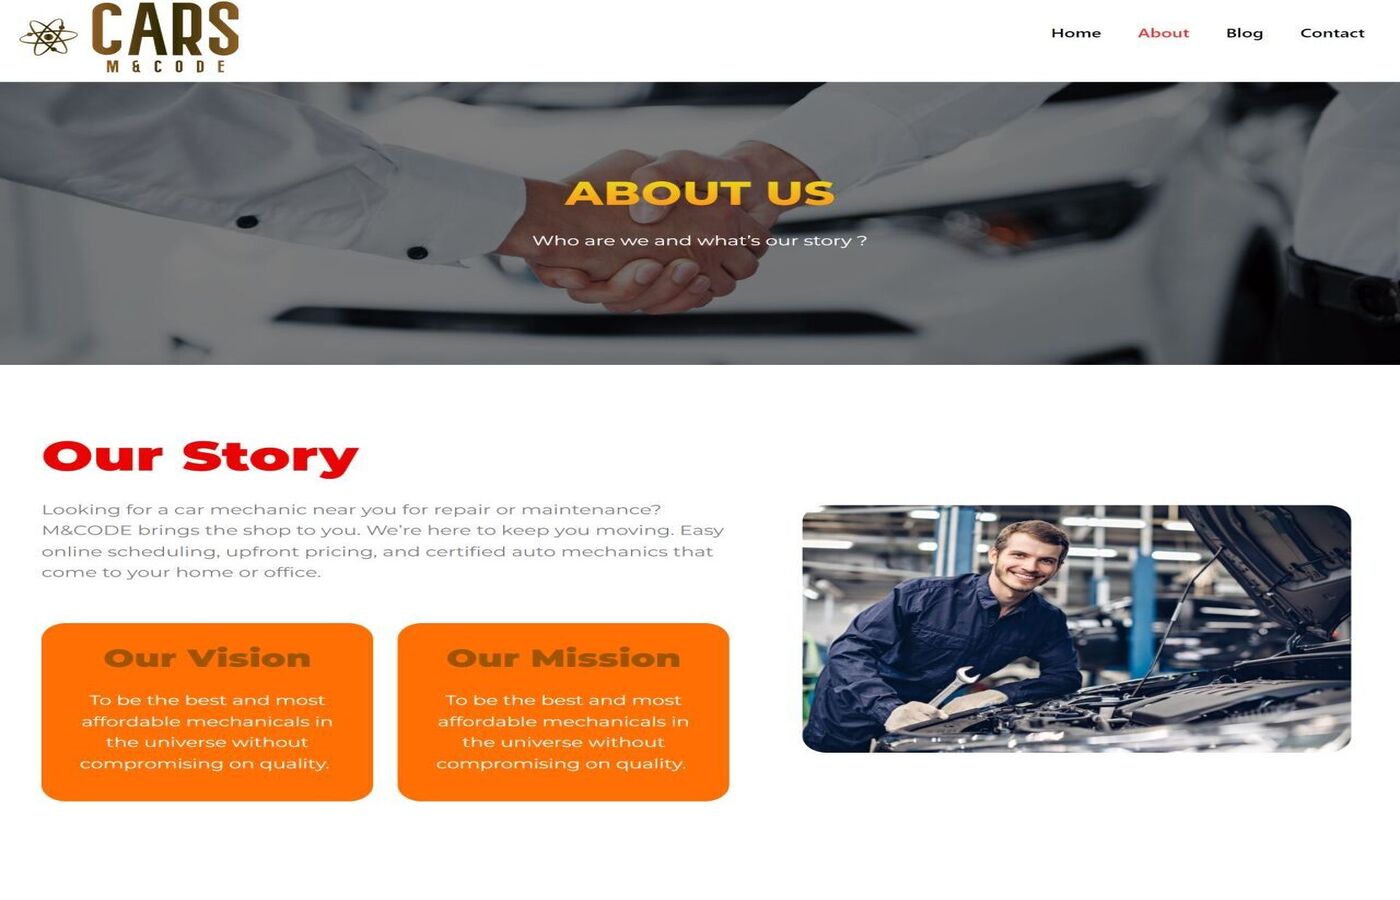 CARS
M&CODE
Home About Blog Contact
ABOUT US
Who are we and what's our story ?
Our Story
Looking for a car mechanic near you for repair or maintenance?
M&CODE brings the shop to you. We're here to keep you moving. Easy
online scheduling, upfront pricing, and certified auto mechanics that
come to your home or office.
Our Vision
To be the best and most
affordable mechanicals in
the universe without
compromising on quality.
Our Mission
To be the best and most
affordable mechanicals in
the universe without
compromising on quality.